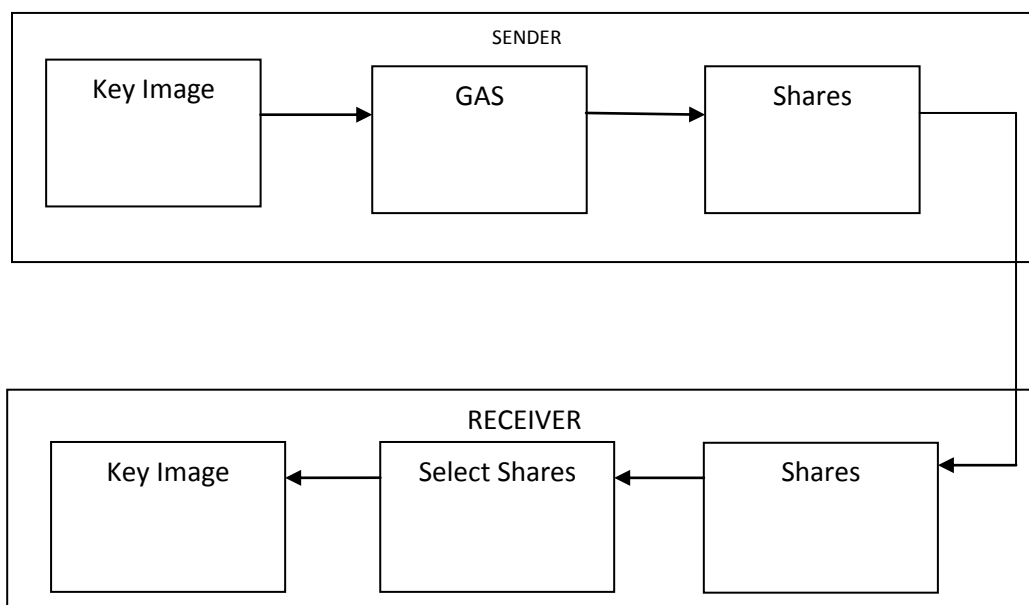 SENDER
Key Image
GAS
Shares
RECEIVER
Key Image
Select Shares
Shares